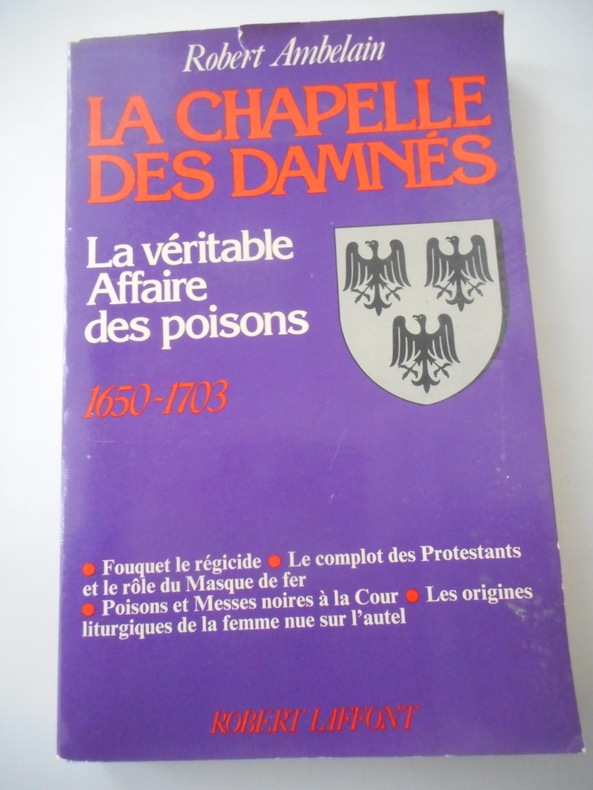 Robert Ambelain
LA CHAPELLE
DES DAMNÉS
La véritable
Affaire
des poisons
1650-1703
● Fouquet le régicide ● Le complot des Protestants
et le rôle du Masque de fer
● Poisons et Messes noires à la Cour ● Les origines
liturgiques de la femme nue sur l'autel
ROBERT LAFFONT